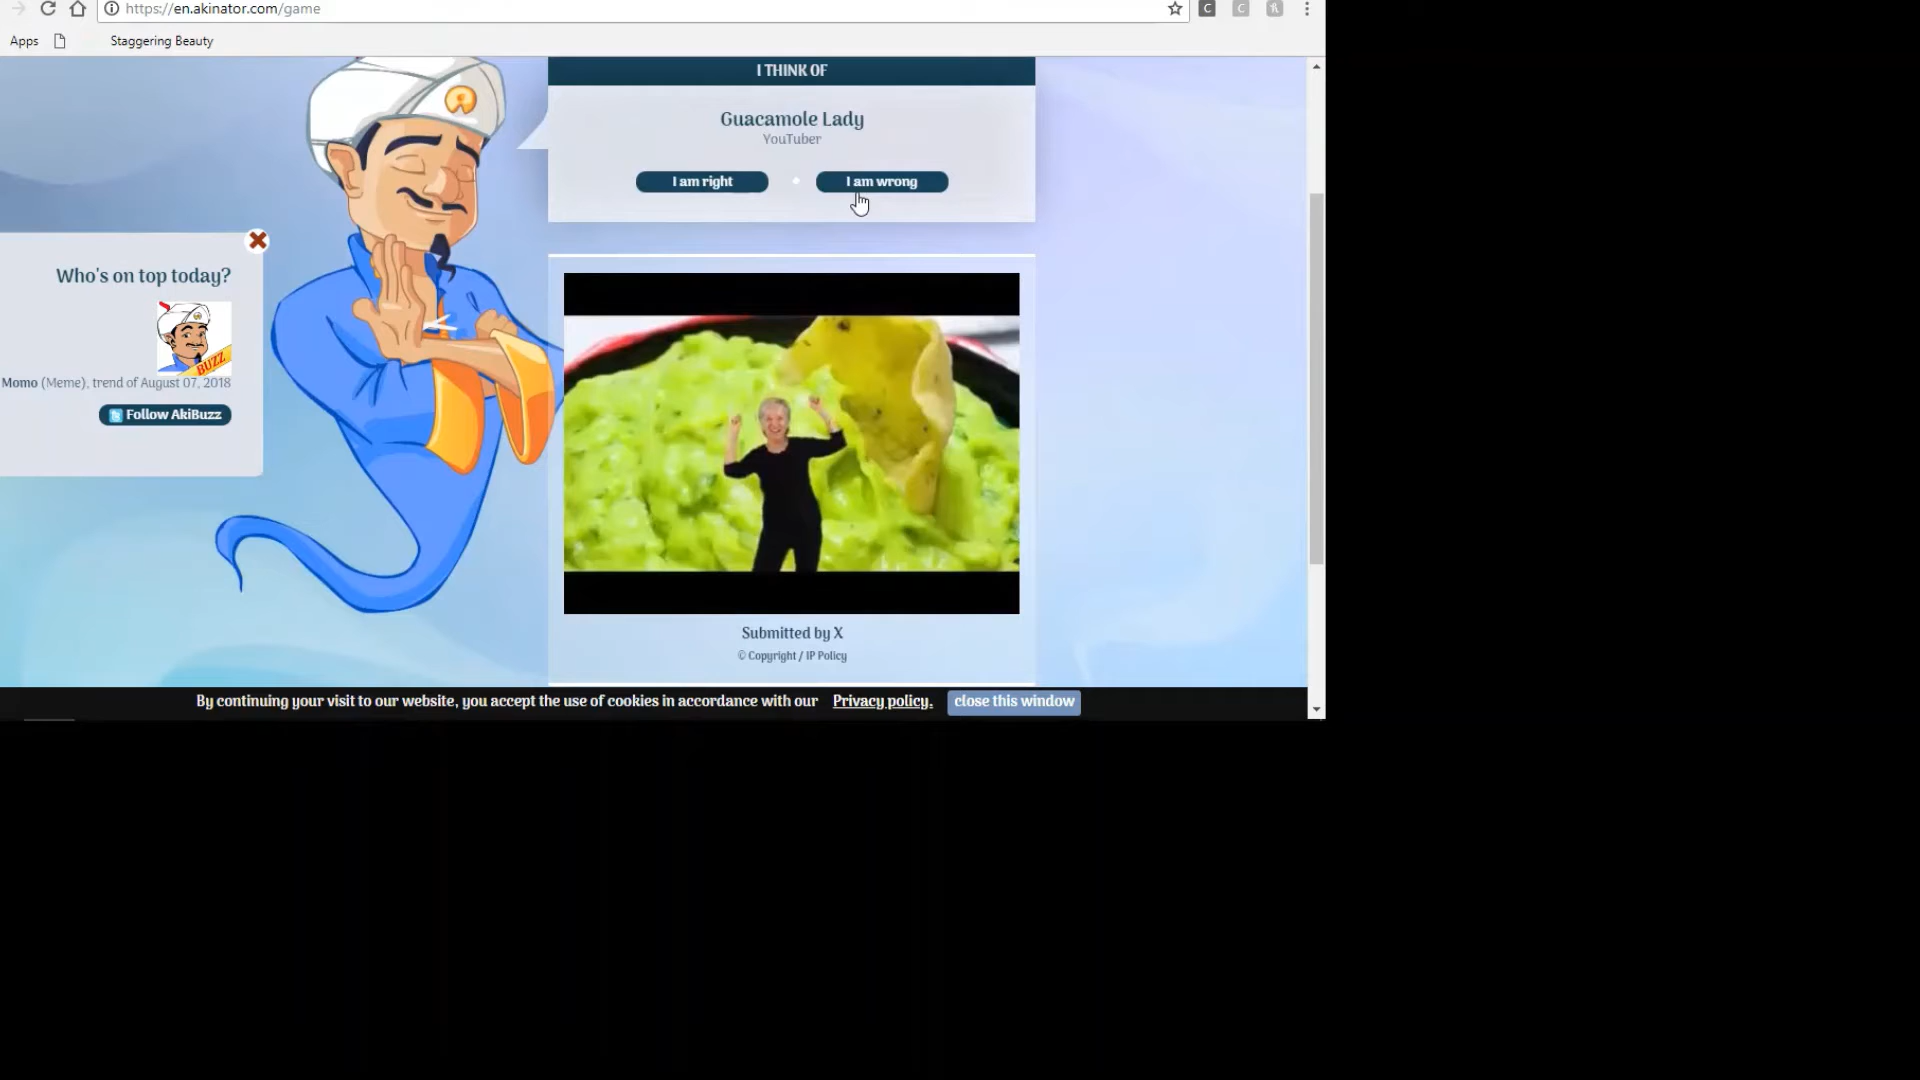 https://en.akinator.com/game
Apps
Staggering Beauty
I THINK OF
Guacamole Lady
YouTuber
I am right
I am wrong
Who's on top today?
BUZZ
Momo (Meme), trend of August 07, 2018
Follow AkiBuzz
Submitted by X
© Copyright / IP Policy
By continuing your visit to our website, you accept the use of cookies in accordance with our Privacy policy. close this window